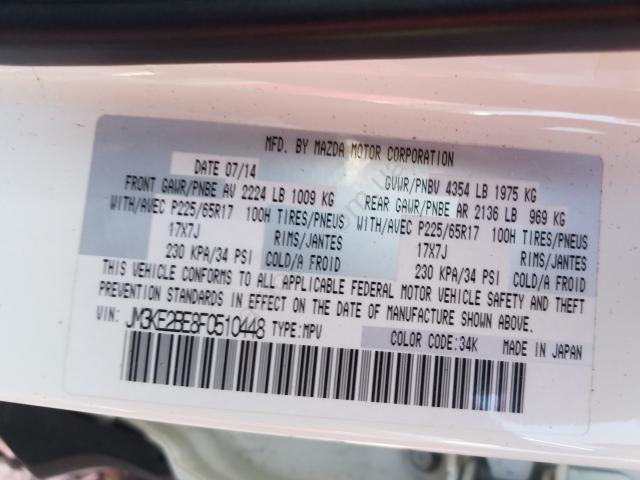 MFD. BY MAZDA MOTOR CORPORATION
DATE 07/14 GVWR/PNBV 4354 LB 1975 KG
FRONT GAWR/PNBE AV 2224 LB 1009 KG REAR GAWR/PNBE AR 2136 LB 969 KG
WITH/AVEC P225/65R17 100H TIRES/PNEUS WITH/AVEC P225/65R17 100H TIRES/PNEUS
17X7J RIMS/JANTES 17X7J RIMS/JANTES
230 KPA/34 PSI COLD/A FROID 230 KPA/34 PSI COLD/A FROID
THIS VEHICLE CONFORMS TO ALL APPLICABLE FEDERAL MOTOR VEHICLE SAFETY AND THEFT
PREVENTION STANDARDS IN EFFECT ON THE DATE OF MANUFACTURE SHOWN ABOVE.
VIN: JM3KE2BE8F0510448 TYPE:MPV COLOR CODE:34K MADE IN JAPAN